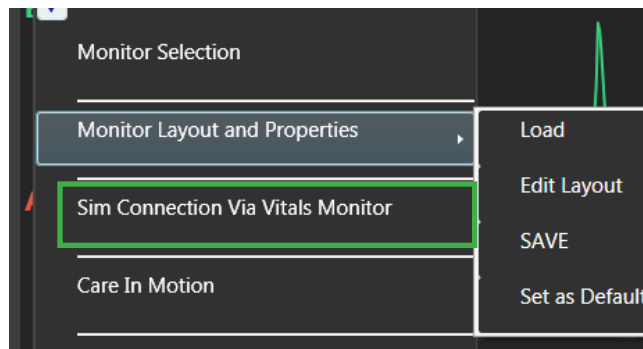 Monitor Selection
Monitor Layout and Properties
Load
Edit Layout
Sim Connection Via Vitals Monitor
SAVE
Care In Motion
Set as Default